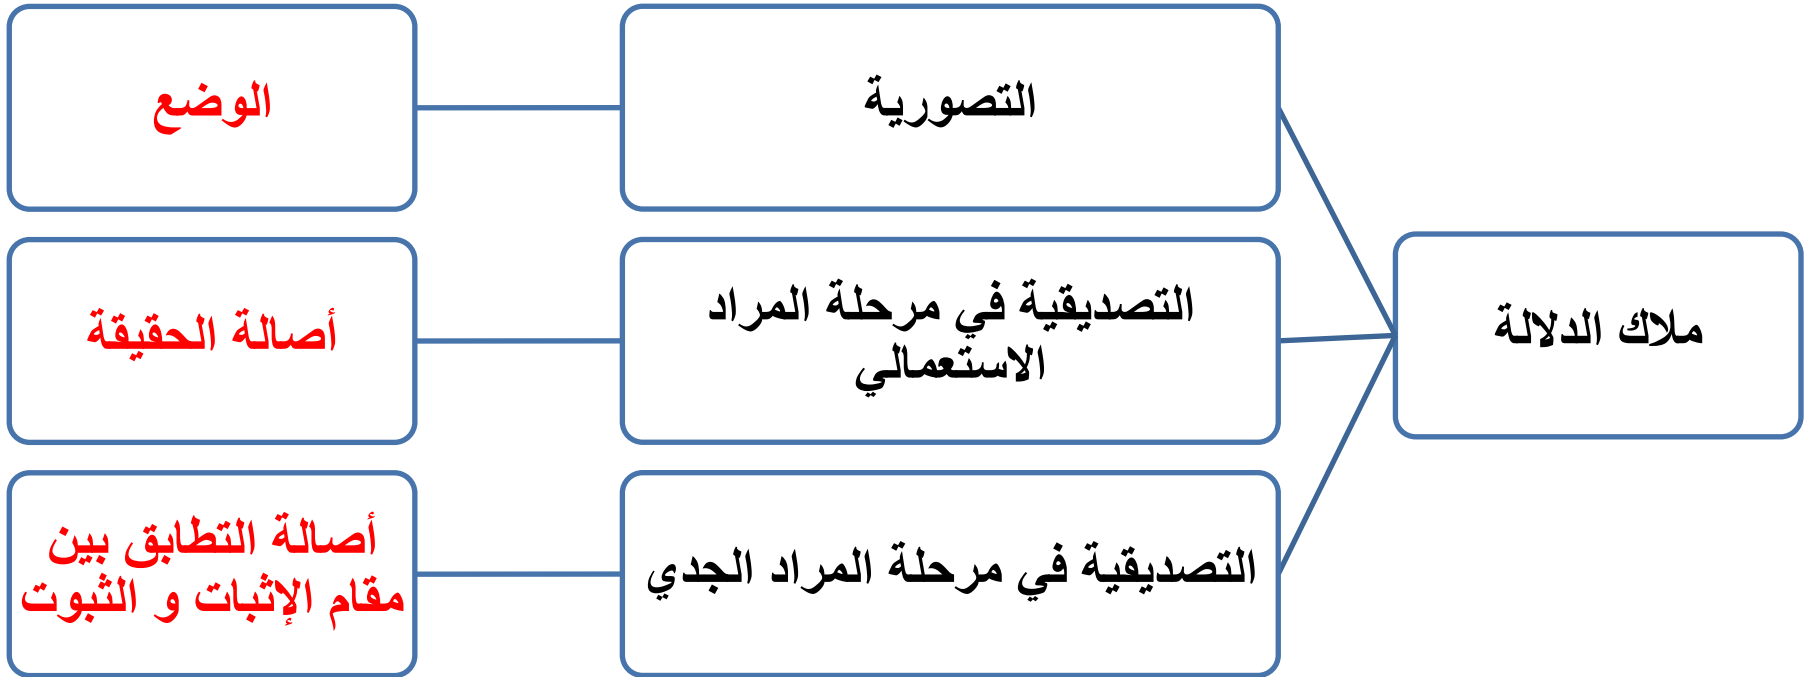 ملاك الدلالة
التصورية
الوضع
التصديقية في مرحلة المراد
الاستعمالي
أصالة الحقيقة
التصديقية في مرحلة المراد الجدي
أصالة التطابق بين
مقام الإثبات و الثبوت